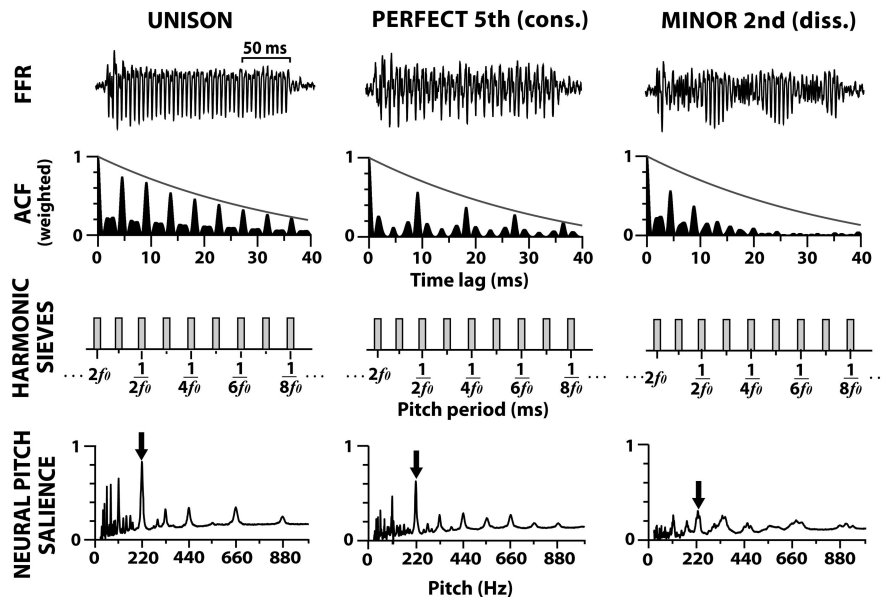 UNISON
PERFECT 5th (cons.)
MINOR 2nd (diss.)
FFR
50 ms
ACF
(weighted)
1
0
0 10 20 30 40
1
0
0 10 20 30 40
1
0
0 10 20 30 40
Time lag (ms)
HARMONIC
SIEVES
··· 2f0 1/2f0 1/4f0 1/6f0 1/8f0 ···
··· 2f0 1/2f0 1/4f0 1/6f0 1/8f0 ···
··· 2f0 1/2f0 1/4f0 1/6f0 1/8f0 ···
Pitch period (ms)
NEURAL PITCH
SALIENCE
1
0
0 220 440 660 880
1
0
0 220 440 660 880
1
0
0 220 440 660 880
Pitch (Hz)